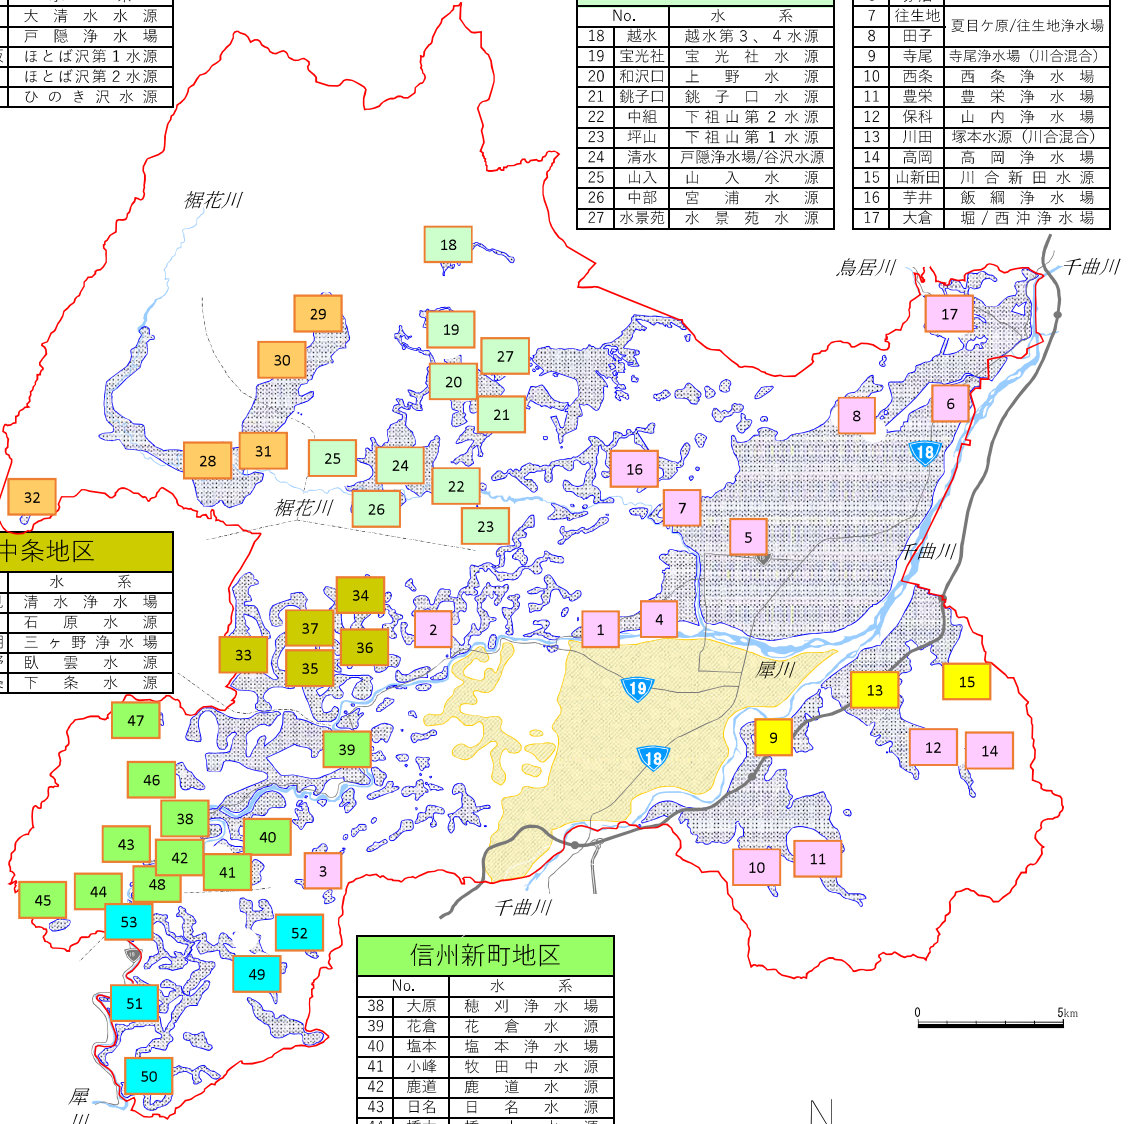 大清水水源
戸隠浄水場
ほとば沢第1水源
ほとば沢第2水源
ひのき沢水源
No. 水系
18 越水 越水第3、4水源
19 宝光社 宝光社水源
20 和沢口 上野水源
21 銚子口 銚子口水源
22 中組 下祖山第2水源
23 坪山 下祖山第1水源
24 清水 戸隠浄水場/谷沢水源
25 山入 山入水源
26 中部 宮浦水源
27 水景苑 水景苑水源
7 往生地 夏目ケ原/往生地浄水場
8 田子
9 寺尾 寺尾浄水場（川合混合）
10 西条 西条浄水場
11 豊栄 豊栄浄水場
12 保科 山内浄水場
13 川田 塚本水源（川合混合）
14 高岡 高岡浄水場
15 山新田 川合新田水源
16 芋井 飯綱浄水場
17 大倉 堀/西沖浄水場
裾花川
鳥居川
千曲川
18
29
17
19
30
27
20
6
21
8
18
31
25
28
24
16
22
32
26
裾花川
7
23
5
千曲川
中条地区
水系
清水浄水場
石原水源
三ヶ野浄水場
臥雲水源
下条水源
34
37
2
1
4
36
33
35
犀川
15
19
13
47
9
39
12
14
18
46
38
40
43
42
11
10
41
3
48
44
45
53
52
49
51
50
千曲川
犀
川
信州新町地区
No. 水系
38 大原 穂刈浄水場
39 花倉 花倉水源
40 塩本 塩本浄水場
41 小峰 牧田中水源
42 鹿道 鹿道水源
43 日名 日名水源
0 5km
N